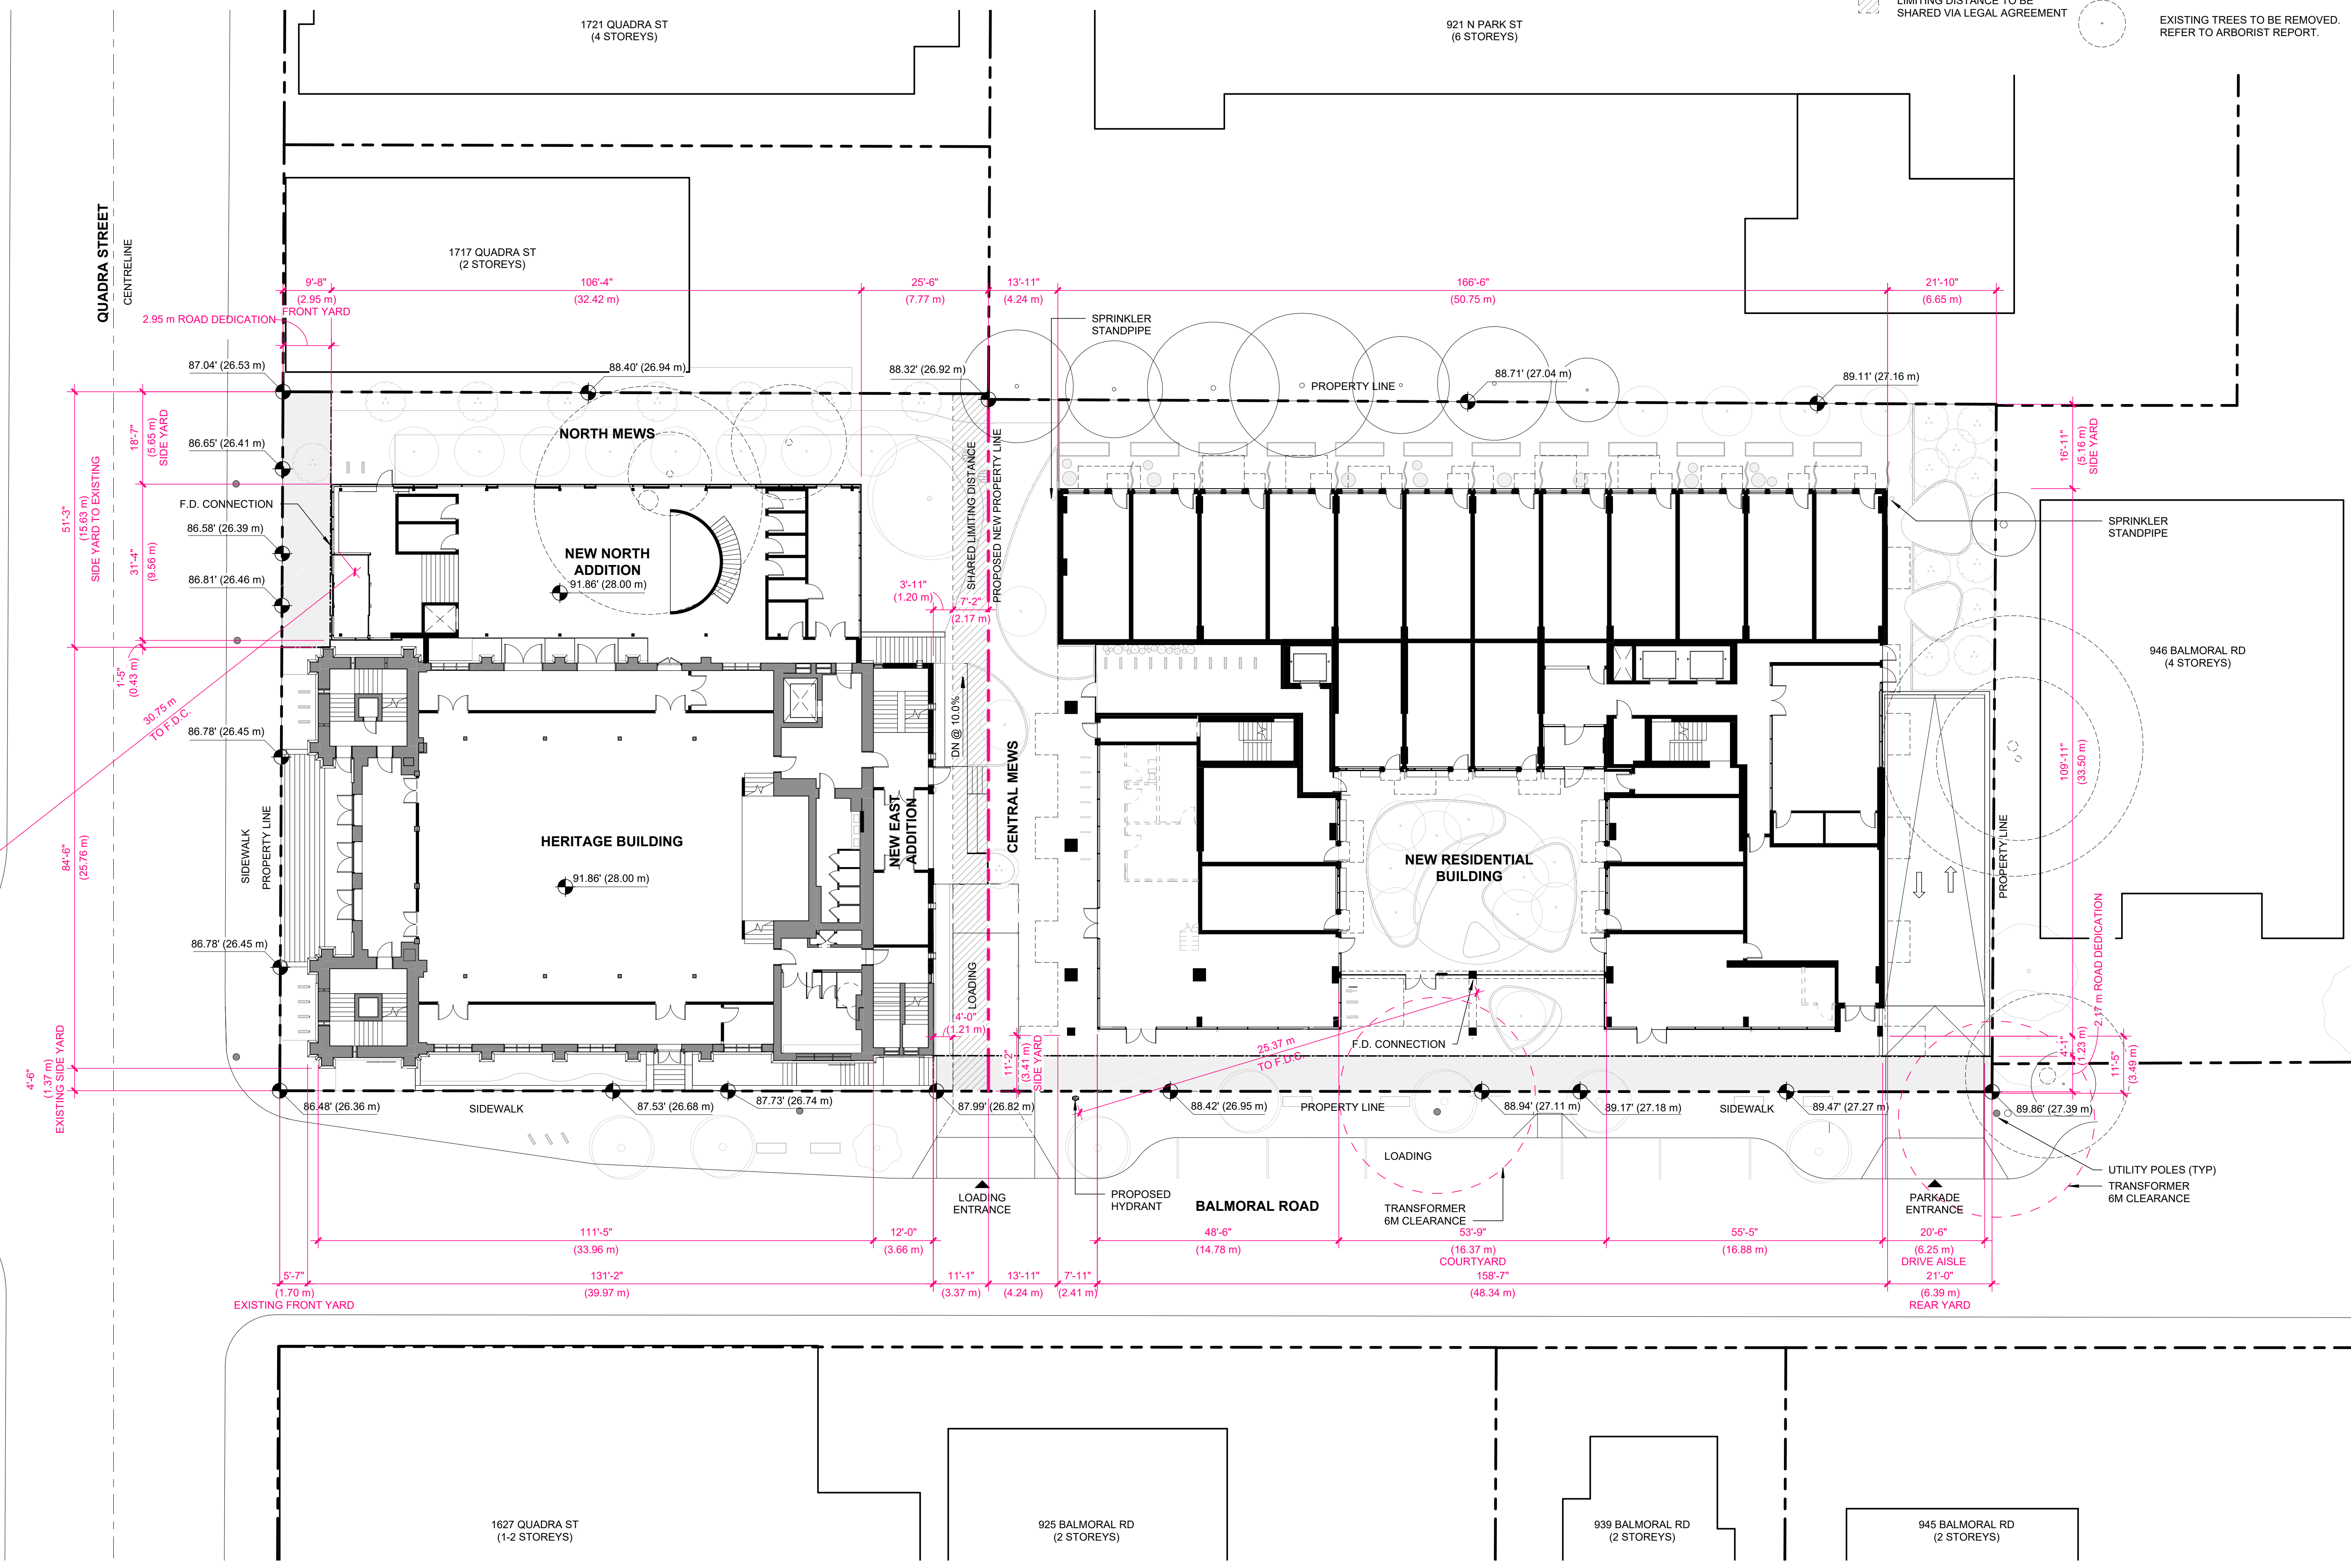 LIMITING DISTANCE TO BE
SHARED VIA LEGAL AGREEMENT
EXISTING TREES TO BE REMOVED.
REFER TO ARBORIST REPORT.
1721 QUADRA ST
(4 STOREYS)
921 N PARK ST
(6 STOREYS)
QUADRA STREET
CENTRELINE
1717 QUADRA ST
(2 STOREYS)
9'-8"
(2.95 m)
FRONT YARD
106'-4"
(32.42 m)
25'-6"
(7.77 m)
13'-11"
(4.24 m)
166'-6"
(50.75 m)
21'-10"
(6.65 m)
2.95 m ROAD DEDICATION
SPRINKLER
STANDPIPE
87.04' (26.53 m)
88.40' (26.94 m)
88.32' (26.92 m)
PROPERTY LINE
88.71' (27.04 m)
89.11' (27.16 m)
18'-7"
(5.65 m)
SIDE YARD
NORTH MEWS
86.65' (26.41 m)
51'-3"
(15.63 m)
SIDE YARD TO EXISTING
F.D. CONNECTION
86.58' (26.39 m)
31'-4"
(9.56 m)
86.81' (26.46 m)
NEW NORTH
ADDITION
91.86' (28.00 m)
SHARED LIMITING DISTANCE
PROPOSED NEW PROPERTY LINE
3'-11"
(1.20 m)
7'-2"
(2.17 m)
16'-11"
(5.16 m)
SIDE YARD
SPRINKLER
STANDPIPE
946 BALMORAL RD
(4 STOREYS)
1'-5"
(0.43 m)
30.75 m
TO F.D.C.
86.78' (26.45 m)
DN @ 10.0%
CENTRAL MEWS
109'-11"
(33.50 m)
84'-6"
(25.76 m)
SIDEWALK
PROPERTY LINE
HERITAGE BUILDING
91.86' (28.00 m)
NEW EAST
ADDITION
NEW RESIDENTIAL
BUILDING
PROPERTY LINE
86.78' (26.45 m)
LOADING
4'-0"
(1.21 m)
11'-2"
(3.41 m)
SIDE YARD
25.37 m
TO F.D.C.
F.D. CONNECTION
2.17 m ROAD DEDICATION
4'-1"
(1.23 m)
11'-5"
(3.49 m)
4'-6"
(1.37 m)
EXISTING SIDE YARD
86.48' (26.36 m)
SIDEWALK
87.53' (26.68 m)
87.73' (26.74 m)
87.99' (26.82 m)
88.42' (26.95 m)
PROPERTY LINE
88.94' (27.11 m)
89.17' (27.18 m)
SIDEWALK
89.47' (27.27 m)
89.86' (27.39 m)
LOADING
UTILITY POLES (TYP)
TRANSFORMER
6M CLEARANCE
LOADING
ENTRANCE
PROPOSED
HYDRANT
BALMORAL ROAD
TRANSFORMER
6M CLEARANCE
PARKADE
ENTRANCE
111'-5"
(33.96 m)
12'-0"
(3.66 m)
48'-6"
(14.78 m)
53'-9"
(16.37 m)
COURTYARD
55'-5"
(16.88 m)
20'-6"
(6.25 m)
DRIVE AISLE
5'-7"
(1.70 m)
EXISTING FRONT YARD
131'-2"
(39.97 m)
11'-1"
(3.37 m)
13'-11"
(4.24 m)
7'-11"
(2.41 m)
158'-7"
(48.34 m)
21'-0"
(6.39 m)
REAR YARD
1627 QUADRA ST
(1-2 STOREYS)
925 BALMORAL RD
(2 STOREYS)
939 BALMORAL RD
(2 STOREYS)
945 BALMORAL RD
(2 STOREYS)